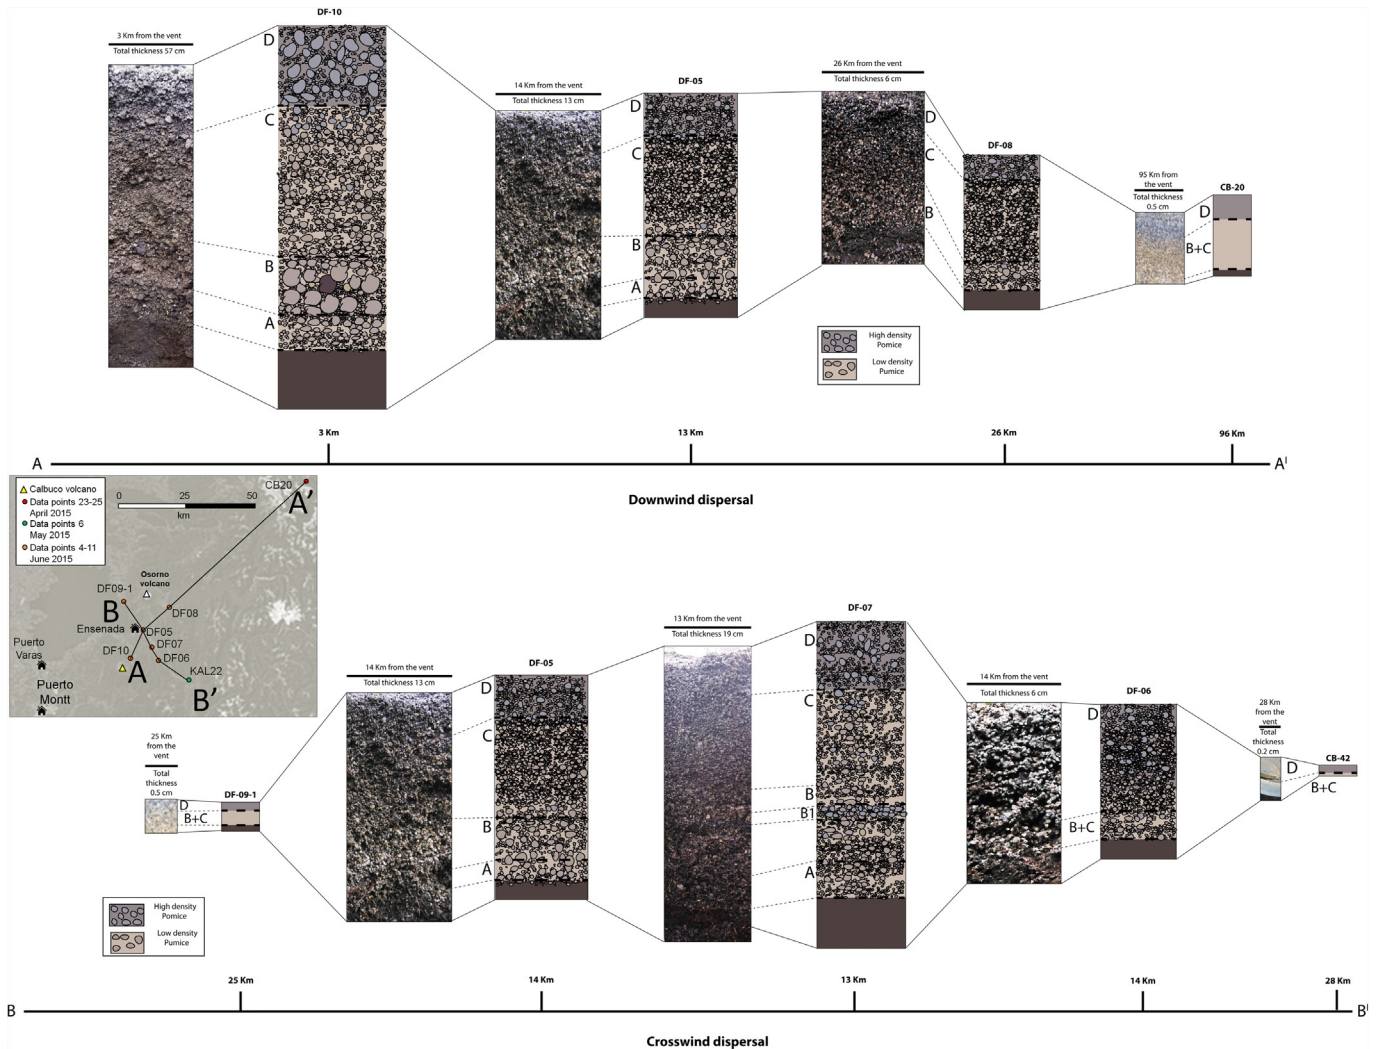 DF-10
3 Km from the vent
Total thickness 57 cm
D
C
B
A
14 Km from the vent
Total thickness 13 cm
DF-05
D
C
B
A
26 Km from the vent
Total thickness 6 cm
D
C
B
DF-08
95 Km from
the vent
Total thickness
0.5 cm
CB-20
D
B+C
High density
Pomice
Low density
Pumice
3 Km
13 Km
26 Km
96 Km
A
A'
Downwind dispersal
Calbuco volcano
Data points 23-25
April 2015
Data points 6
May 2015
Data points 4-11
June 2015
0
25
50
km
CB20
A'
Osorno
volcano
DF09-1
B
DF08
Ensenada
DF05
DF07
DF10
DF06
A
KAL22
B'
Puerto
Varas
Puerto
Montt
25 Km
from the
vent
Total
thickness
0.5 cm
DF-09-1
D
B+C
14 Km from the vent
Total thickness 13 cm
DF-05
D
C
B
A
13 Km from the vent
Total thickness 19 cm
DF-07
D
C
B
B1
A
14 Km from the vent
Total thickness 6 cm
DF-06
D
B+C
28 Km
from the
vent
Total
thickness
0.2 cm
CB-42
D
B+C
High density
Pomice
Low density
Pumice
25 Km
14 Km
13 Km
14 Km
28 Km
B
B'
Crosswind dispersal